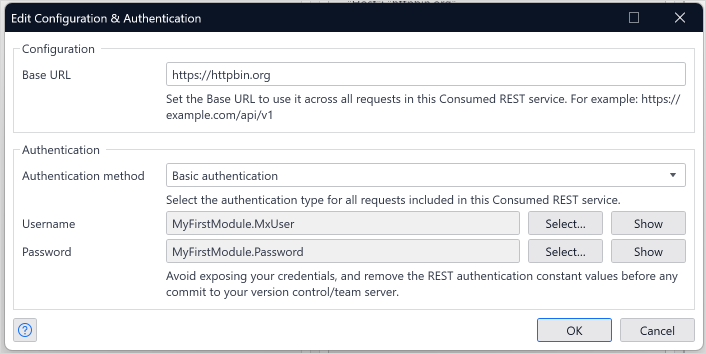 Edit Configuration & Authentication
Configuration
Base URL
https://httpbin.org
Set the Base URL to use it across all requests in this Consumed REST service. For example: https://
example.com/api/v1
Authentication
Authentication method
Basic authentication
Select the authentication type for all requests included in this Consumed REST service.
Username
MyFirstModule.MxUser
Select...
Show
Password
MyFirstModule.Password
Select...
Show
Avoid exposing your credentials, and remove the REST authentication constant values before any
commit to your version control/team server.
?
OK
Cancel